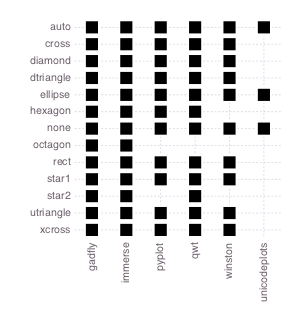 auto
cross
diamond
dtriangle
ellipse
hexagon
none
octagon
rect
star1
star2
utriangle
xcross
gadfly
immerse
pyplot
qwt
winston
unicodeplots